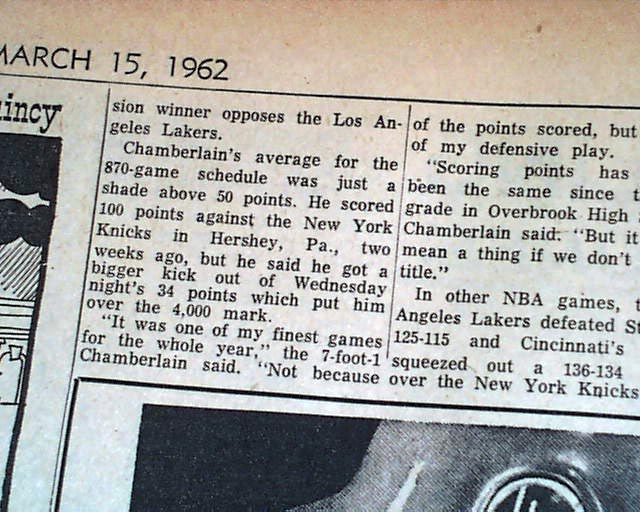 MARCH 15, 1962
uincy
sion winner opposes the Los An-
geles Lakers.
Chamberlain's average for the
870-game schedule was just a
shade above 50 points. He scored
100 points against the New York
Knicks in Hershey, Pa., two
weeks ago, but he said he got a
bigger kick out of Wednesday
night's 34 points which put him
over the 4,000 mark.
"It was one of my finest games
for the whole year," the 7-foot-1
Chamberlain said. "Not because
of the points scored, but
of my defensive play.
"Scoring points has
been the same since t
grade in Overbrook High
Chamberlain said: "But it
mean a thing if we don't
title."
In other NBA games, t
Angeles Lakers defeated St
125-115 and Cincinnati's
squeezed out a 136-134
over the New York Knicks